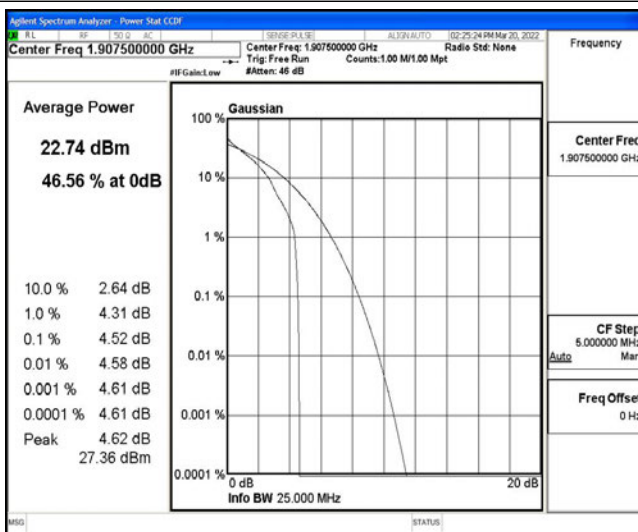 Agilent Spectrum Analyzer - Power Stat CCDF
RL RF 50 Ω AC SENSE:PULSE ALIGNAUTO 02:25:24 PM Mar 20, 2022
Center Freq 1.907500000 GHz
Center Freq: 1.907500000 GHz Radio Std: None
Trig: Free Run Counts:1.00 M/1.00 Mpt
#IFGain:Low #Atten: 46 dB
Frequency
Average Power
22.74 dBm
46.56 % at 0dB
10.0 % 2.64 dB
1.0 % 4.31 dB
0.1 % 4.52 dB
0.01 % 4.58 dB
0.001 % 4.61 dB
0.0001 % 4.61 dB
Peak 4.62 dB
27.36 dBm
Gaussian
100 %
10 %
1 %
0.1 %
0.01 %
0.001 %
0.0001 %
0 dB 20 dB
Info BW 25.000 MHz
Center Freq
1.907500000 GHz
CF Step
5.000000 MHz
Auto Man
Freq Offset
0 Hz
MSG STATUS